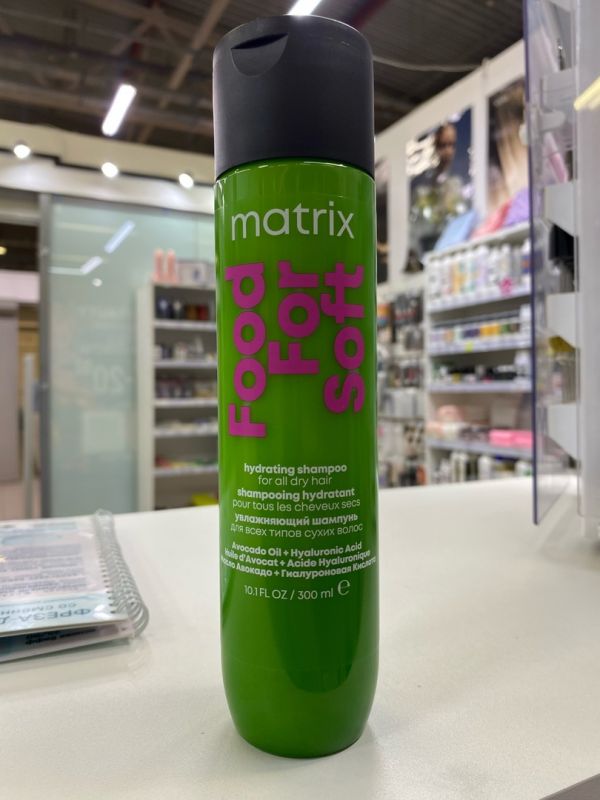 matrix
Food
For
Soft
hydrating shampoo
for all dry hair
shampooing hydratant
pour tous les cheveux secs
увлажняющий шампунь
для всех типов сухих волос
Avocado Oil + Hyaluronic Acid
Huile d'Avocat + Acide Hyaluronique
Масло Авокадо + Гиалуроновая Кислота
10.1 FL OZ / 300 ml e